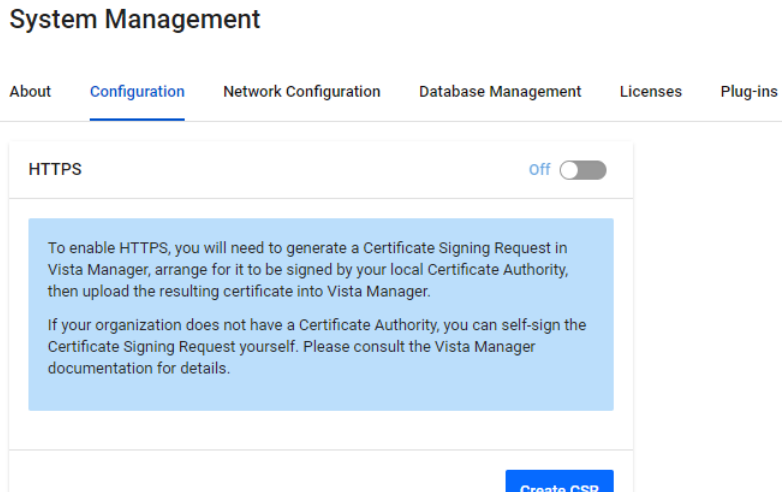 System Management
About Configuration Network Configuration Database Management Licenses Plug-ins
HTTPS Off
To enable HTTPS, you will need to generate a Certificate Signing Request in
Vista Manager, arrange for it to be signed by your local Certificate Authority,
then upload the resulting certificate into Vista Manager.
If your organization does not have a Certificate Authority, you can self-sign the
Certificate Signing Request yourself. Please consult the Vista Manager
documentation for details.
Create CSR